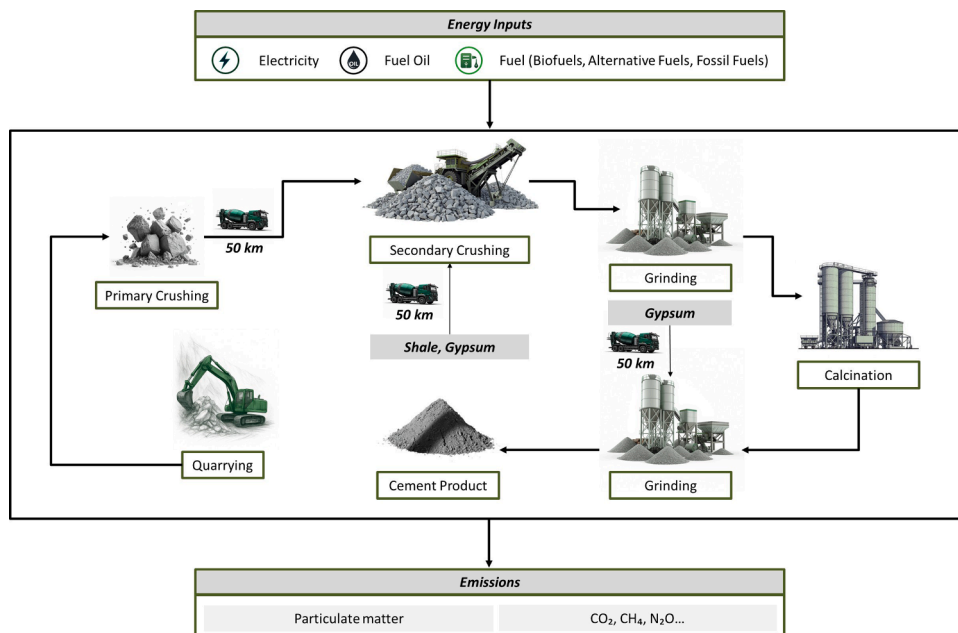 Energy Inputs
Electricity
OIL
Fuel Oil
Fuel (Biofuels, Alternative Fuels, Fossil Fuels)
50 km
Primary Crushing
Secondary Crushing
50 km
Shale, Gypsum
Grinding
Gypsum
50 km
Calcination
Quarrying
Cement Product
Grinding
Emissions
Particulate matter
CO₂, CH₄, N₂O...